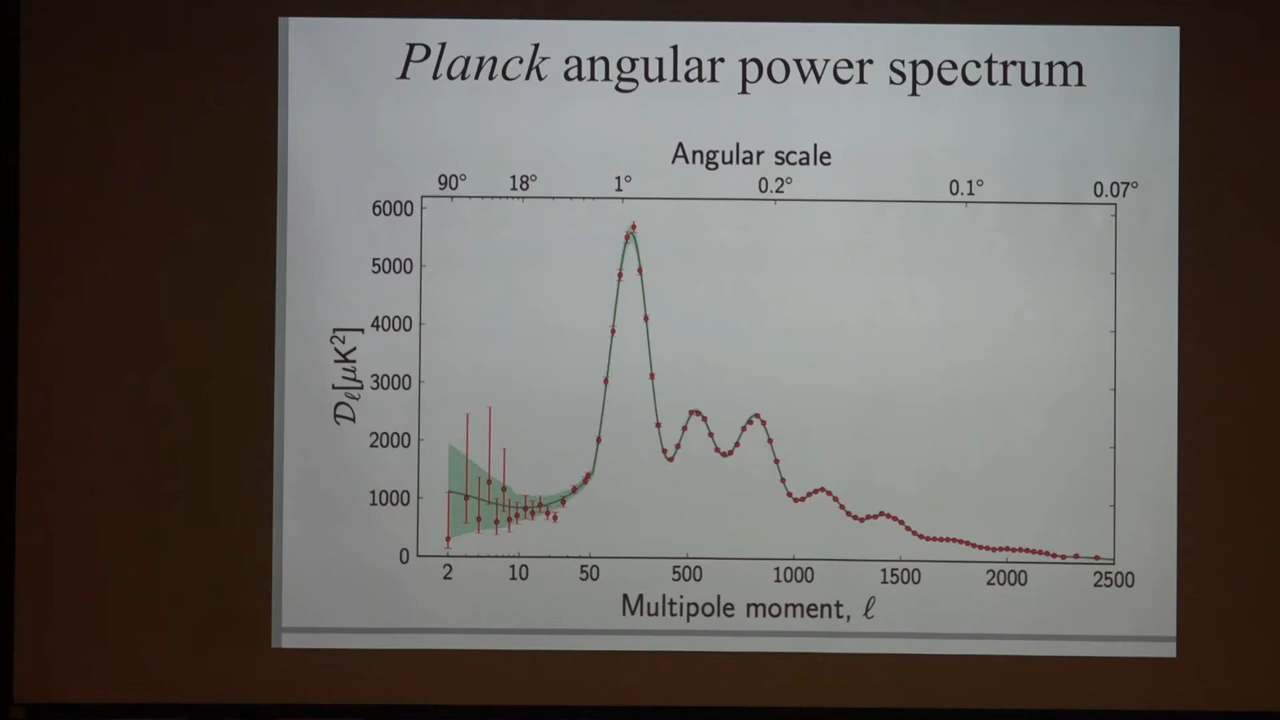 Planck angular power spectrum
Angular scale
90° 18° 1° 0.2° 0.1° 0.07°
6000
5000
4000
3000
2000
1000
0
𝒟ℓ[μK²]
2 10 50 500 1000 1500 2000 2500
Multipole moment, ℓ